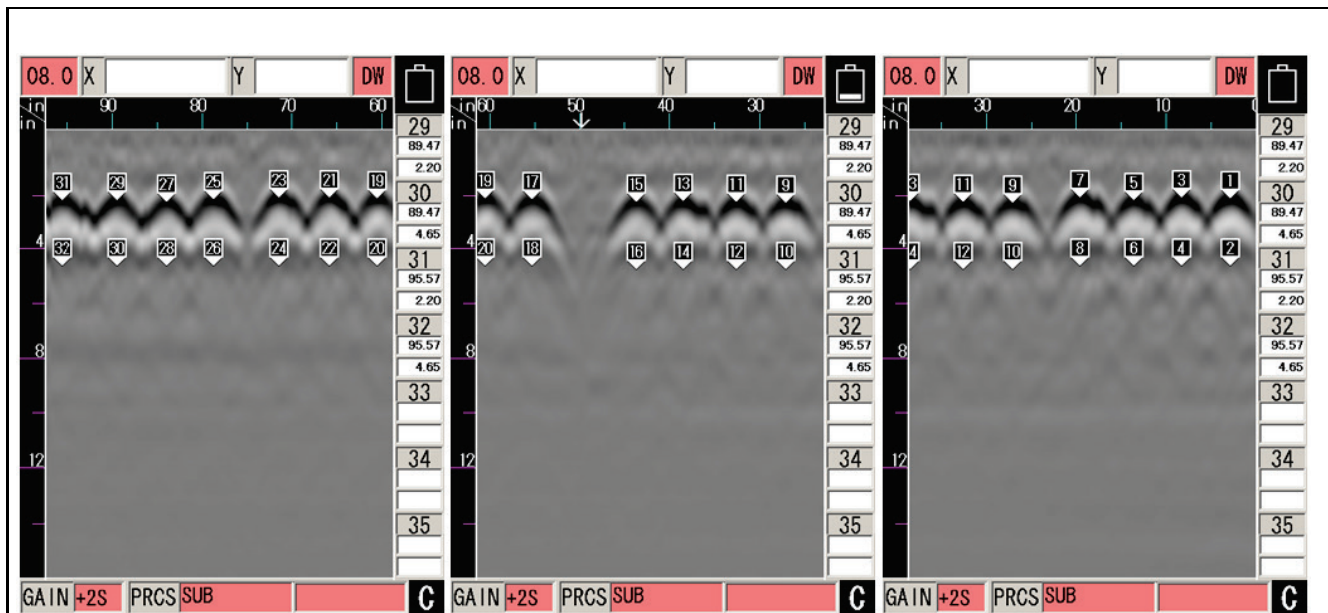 08.0 X Y DW
/in 90 80 70 60
in
29
89.47
2.20
31 29 27 25 23 21 19
30
89.47
4.65
4 32 30 28 26 24 22 20
31
95.57
2.20
32
8 95.57
4.65
33
12 34
35
GAIN +2S PRCS SUB C
08.0 X Y DW
/in 60 50 40 30
in
29
89.47
2.20
19 17 15 13 11 9
30
89.47
4.65
4 20 18 16 14 12 10
31
95.57
2.20
32
8 95.57
4.65
33
12 34
35
GAIN +2S PRCS SUB C
08.0 X Y DW
/in 30 20 10 0
in
29
89.47
2.20
3 11 9 7 5 3 1
30
89.47
4.65
4 4 12 10 8 6 4 2
31
95.57
2.20
32
8 95.57
4.65
33
12 34
35
GAIN +2S PRCS SUB C